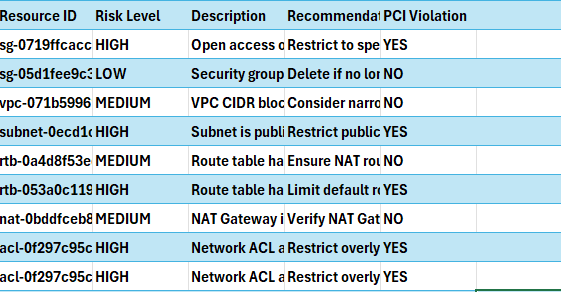 Resource ID Risk Level Description Recommendat PCI Violation
sg-0719ffcacc HIGH Open access o Restrict to spe YES
sg-05d1fee9c3 LOW Security group Delete if no lon NO
vpc-071b5996 MEDIUM VPC CIDR bloc Consider narro NO
subnet-0ecd1c HIGH Subnet is publi Restrict public YES
rtb-0a4d8f53e MEDIUM Route table ha Ensure NAT rou NO
rtb-053a0c119 HIGH Route table ha Limit default r YES
nat-0bddfceb8 MEDIUM NAT Gateway i Verify NAT Gat NO
acl-0f297c95c HIGH Network ACL a Restrict overly YES
acl-0f297c95c HIGH Network ACL a Restrict overly YES